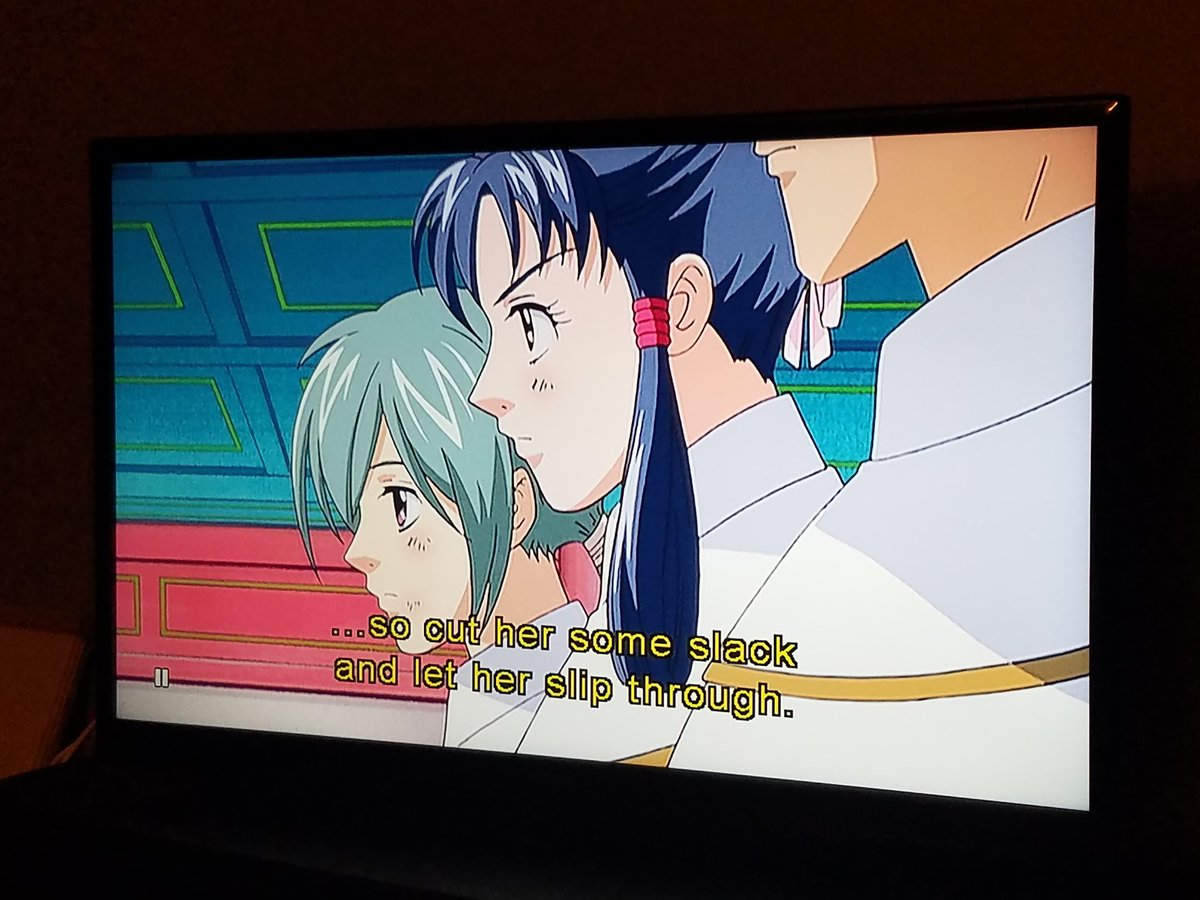 ...so cut her some slack
and let her slip through.